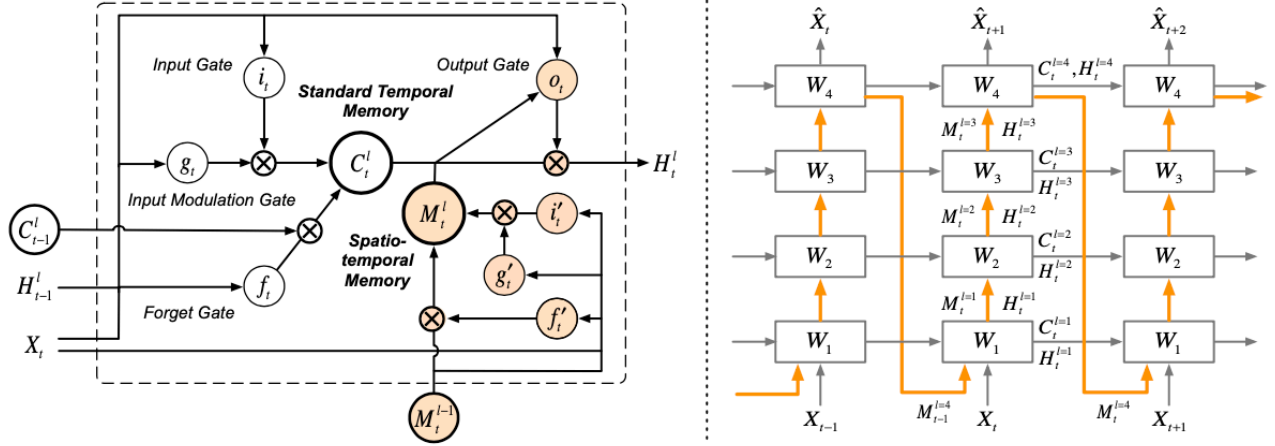 Input Gate
i_t
Output Gate
o_t
Standard Temporal
Memory
g_t
C_t^l
H_t^l
Input Modulation Gate
M_t^l
i_t′
C_{t-1}^l
Spatio-
temporal
Memory
g_t′
H_{t-1}^l
f_t
Forget Gate
f_t′
X_t
M_t^{l-1}
X̂_t
X̂_{t+1}
X̂_{t+2}
W_4
W_4
C_t^{l=4}, H_t^{l=4}
W_4
M_t^{l=3} H_t^{l=3}
W_3
W_3
C_t^{l=3}
H_t^{l=3}
W_3
M_t^{l=2} H_t^{l=2}
W_2
W_2
C_t^{l=2}
H_t^{l=2}
W_2
M_t^{l=1} H_t^{l=1}
W_1
W_1
C_t^{l=1}
H_t^{l=1}
W_1
X_{t-1}
M_{t-1}^{l=4}
X_t
M_t^{l=4}
X_{t+1}